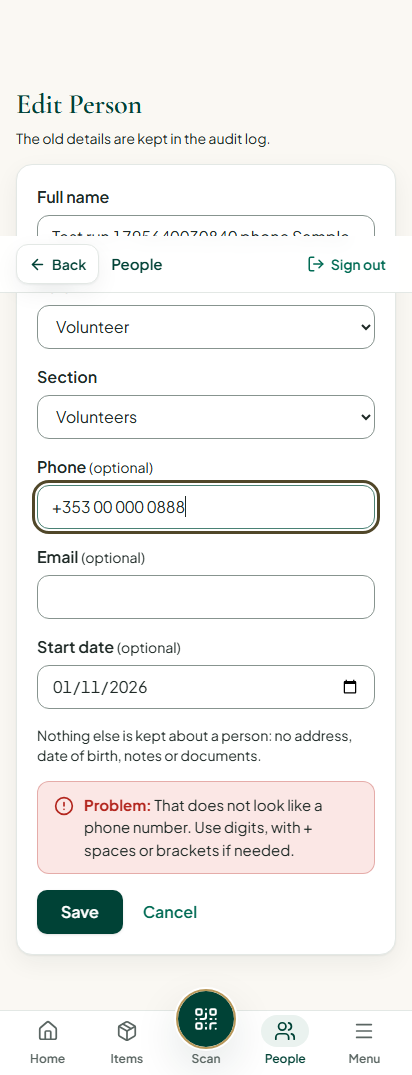 Edit Person
The old details are kept in the audit log.
Full name
Back
People
Sign out
Volunteer
Section
Volunteers
Phone (optional)
+353 00 000 0888
Email (optional)
Start date (optional)
01/11/2026
Nothing else is kept about a person: no address,
date of birth, notes or documents.
Problem: That does not look like a
phone number. Use digits, with +
spaces or brackets if needed.
Save
Cancel
Home
Items
Scan
People
Menu